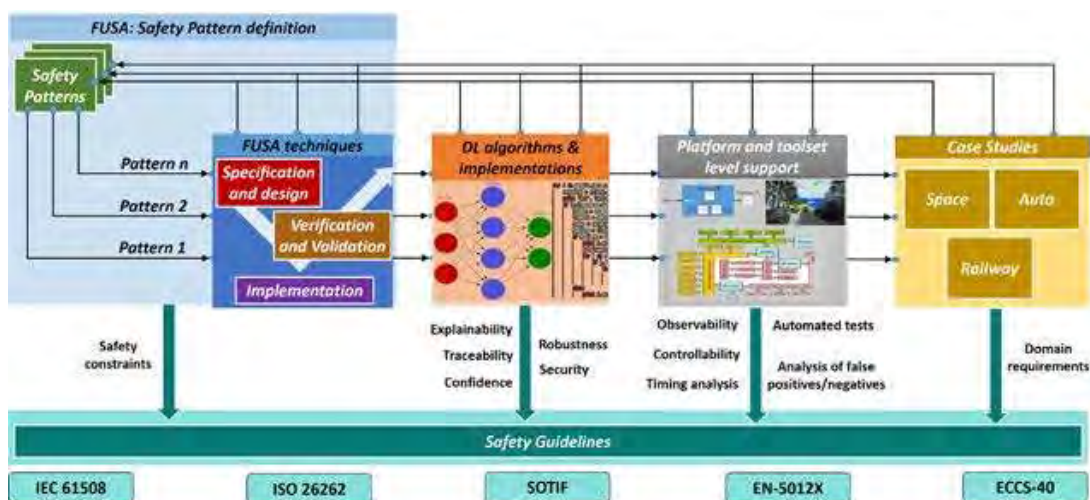 FUSA: Safety Pattern definition
Safety
Patterns
Pattern n
Pattern 2
Pattern 1
FUSA techniques
Specification
and design
Verification
and Validation
Implementation
DL algorithms &
implementations
Platform and toolset
level support
Case Studies
Space
Auto
Railway
Safety
constraints
Explainability
Traceability
Confidence
Robustness
Security
Observability
Controllability
Timing analysis
Automated tests
Analysis of false
positives/negatives
Domain
requirements
Safety Guidelines
IEC 61508
ISO 26262
SOTIF
EN-5012X
ECCS-40